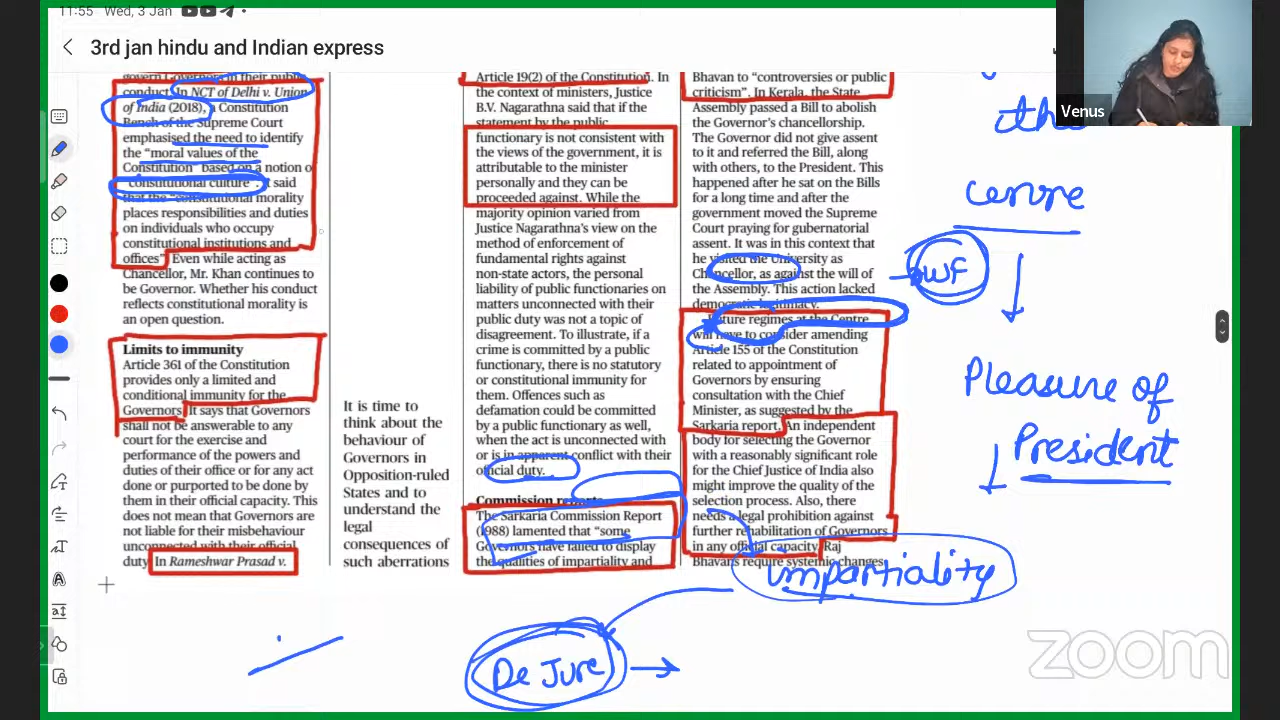 11:55 Wed, 3 Jan
3rd jan hindu and Indian express
Venus
govern Governors in their public
conduct. In NCT of Delhi v. Union
of India (2018), a Constitution
Bench of the Supreme Court
emphasised the need to identify
the “moral values of the
Constitution” based on a notion of
“constitutional culture”. It said
that the “constitutional morality
places responsibilities and duties
on individuals who occupy
constitutional institutions and
offices”. Even while acting as
Chancellor, Mr. Khan continues to
be Governor. Whether his conduct
reflects constitutional morality is
an open question.
Limits to immunity
Article 361 of the Constitution
provides only a limited and
conditional immunity for the
Governors. It says that Governors
shall not be answerable to any
court for the exercise and
performance of the powers and
duties of their office or for any act
done or purported to be done by
them in their official capacity. This
does not mean that Governors are
not liable for their misbehaviour
unconnected with their official
duty. In Rameshwar Prasad v.
It is time to
think about the
behaviour of
Governors in
Opposition-ruled
States and to
understand the
legal
consequences of
such aberrations
Article 19(2) of the Constitution. In
the context of ministers, Justice
B.V. Nagarathna said that if the
statement by the public
functionary is not consistent with
the views of the government, it is
attributable to the minister
personally and they can be
proceeded against. While the
majority opinion varied from
Justice Nagarathna’s view on the
method of enforcement of
fundamental rights against
non-state actors, the personal
liability of public functionaries on
matters unconnected with their
public duty was not a topic of
disagreement. To illustrate, if a
crime is committed by a public
functionary, there is no statutory
or constitutional immunity for
them. Offences such as
defamation could be committed
by a public functionary as well,
when the act is unconnected with
or is in apparent conflict with their
official duty.
Commission reports
The Sarkaria Commission Report
(1988) lamented that “some
Governors have failed to display
the qualities of impartiality and
Bhavan to “controversies or public
criticism”. In Kerala, the State
Assembly passed a Bill to abolish
the Governor’s chancellorship.
The Governor did not give assent
to it and referred the Bill, along
with others, to the President. This
happened after he sat on the Bills
for a long time and after the
government moved the Supreme
Court praying for gubernatorial
assent. It was in this context that
he visited the University as
Chancellor, as against the will of
the Assembly. This action lacked
democratic legitimacy.
Future regimes at the Centre
will have to consider amending
Article 155 of the Constitution
related to appointment of
Governors by ensuring
consultation with the Chief
Minister, as suggested by the
Sarkaria report. An independent
body for selecting the Governor
with a reasonably significant role
for the Chief Justice of India also
might improve the quality of the
selection process. Also, there
needs a legal prohibition against
further rehabilitation of Governors
in any official capacity. Raj
Bhavans require systemic changes
the
centre
Pleasure of
President
impartiality
De Jure
zoom